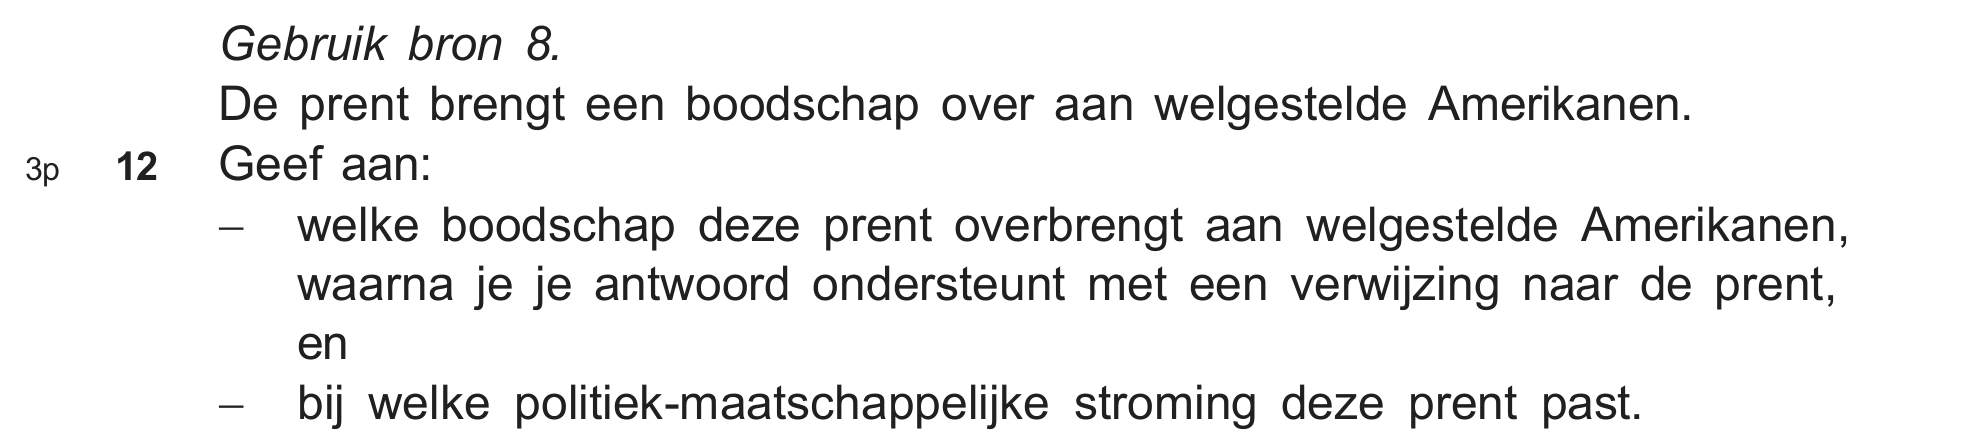 Gebruik bron 8.
De prent brengt een boodschap over aan welgestelde Amerikanen.
3p 12 Geef aan:
– welke boodschap deze prent overbrengt aan welgestelde Amerikanen,
waarna je je antwoord ondersteunt met een verwijzing naar de prent,
en
– bij welke politiek-maatschappelijke stroming deze prent past.